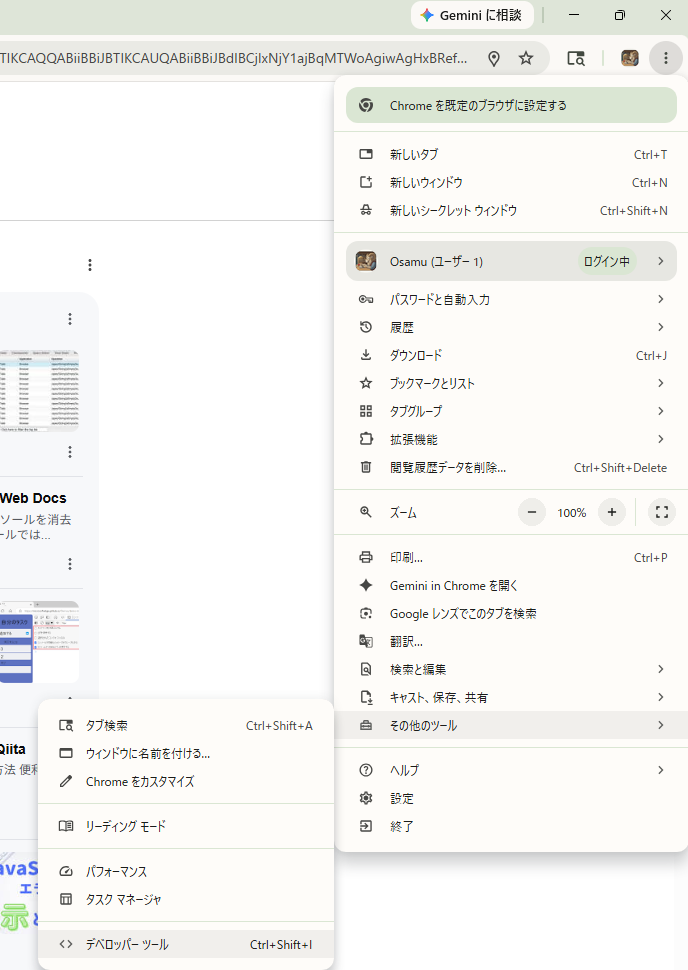 Gemini に相談
TIKCAQQABiiBBiJBTIKCAUQABiiBBiJBdIBCjIxNjY1ajBqMTWoAgiwAgHxBRef...
Chrome を既定のブラウザに設定する
新しいタブ Ctrl+T
新しいウィンドウ Ctrl+N
新しいシークレット ウィンドウ Ctrl+Shift+N
Osamu (ユーザー 1) ログイン中
パスワードと自動入力
履歴
ダウンロード Ctrl+J
ブックマークとリスト
タブグループ
拡張機能
閲覧履歴データを削除... Ctrl+Shift+Delete
ズーム 100%
印刷... Ctrl+P
Gemini in Chrome を開く
Google レンズでこのタブを検索
翻訳...
検索と編集
キャスト、保存、共有
その他のツール
ヘルプ
設定
終了
Web Docs
ソールを消去
ールでは...
Qiita
方法 便利
タブ検索 Ctrl+Shift+A
ウィンドウに名前を付ける...
Chrome をカスタマイズ
リーディング モード
パフォーマンス
タスク マネージャ
デベロッパー ツール Ctrl+Shift+I
avaS
エラ
示と